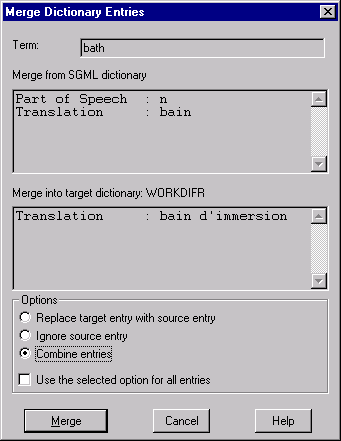 Merge Dictionary Entries
Term: bath
Merge from SGML dictionary
Part of Speech : n
Translation : bain
Merge into target dictionary: WORKDIFR
Translation : bain d'immersion
Options
Replace target entry with source entry
Ignore source entry
Combine entries
Use the selected option for all entries
Merge Cancel Help